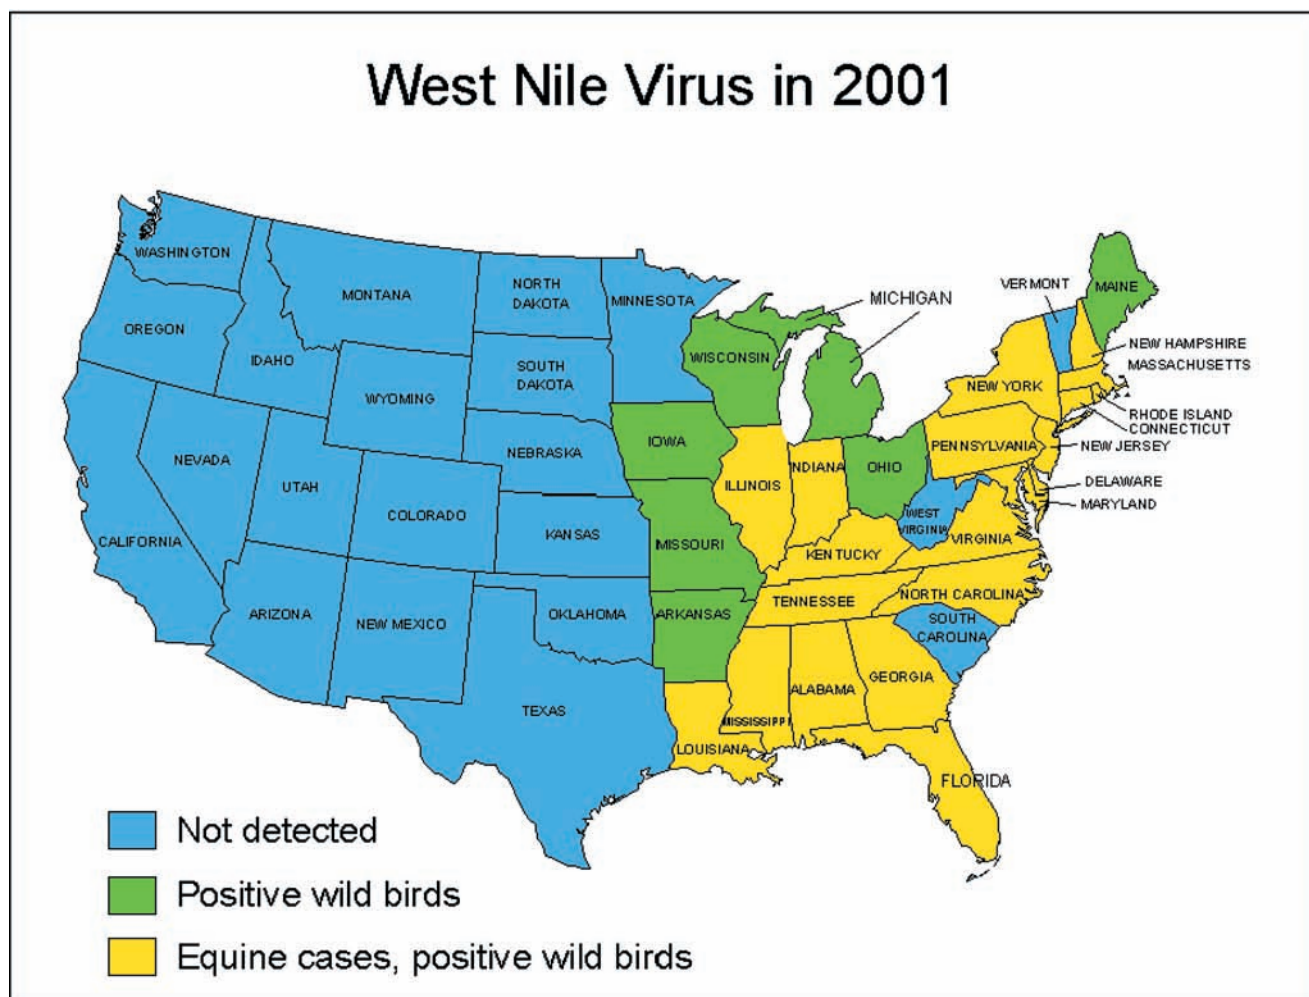 West Nile Virus in 2001
WASHINGTON
MONTANA
NORTH
DAKOTA
MINNESOTA
MICHIGAN
VERMONT
MAINE
OREGON
IDAHO
WISCONSIN
NEW HAMPSHIRE
MASSACHUSETTS
SOUTH
DAKOTA
WYOMING
NEW YORK
RHODE ISLAND
CONNECTICUT
IOWA
PENNSYLVANIA
NEW JERSEY
NEBRASKA
NEVADA
UTAH
ILLINOIS
INDIANA
OHIO
DELAWARE
MARYLAND
COLORADO
KANSAS
WEST
VIRGINIA
VIRGINIA
CALIFORNIA
MISSOURI
KENTUCKY
NORTH CAROLINA
TENNESSEE
ARIZONA
NEW MEXICO
OKLAHOMA
ARKANSAS
SOUTH
CAROLINA
GEORGIA
ALABAMA
MISSISSIPPI
TEXAS
LOUISIANA
FLORIDA
Not detected
Positive wild birds
Equine cases, positive wild birds